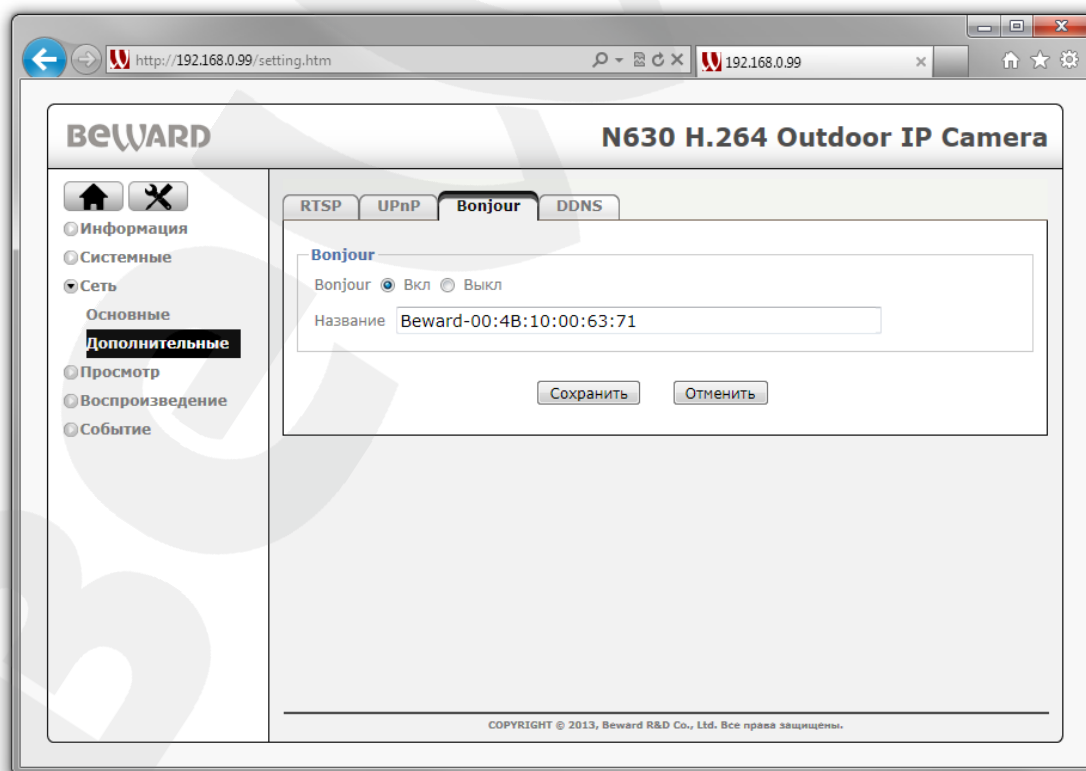 http://192.168.0.99/setting.htm
192.168.0.99
BEWARD
N630 H.264 Outdoor IP Camera
Информация
Системные
Сеть
Основные
Дополнительные
Просмотр
Воспроизведение
Событие
RTSP UPnP Bonjour DDNS
Bonjour
Bonjour Вкл Выкл
Название Beward-00:4B:10:00:63:71
Сохранить Отменить
COPYRIGHT © 2013, Beward R&D Co., Ltd. Все права защищены.